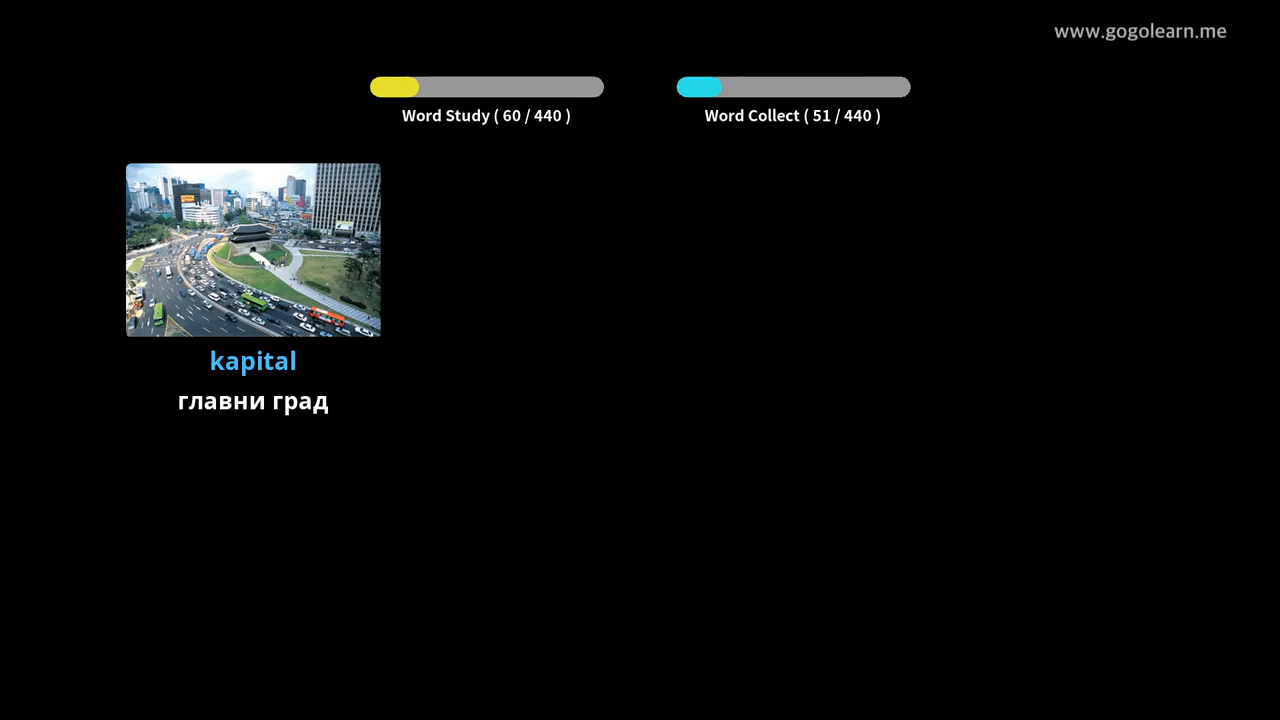 www.gogolearn.me
Word Study ( 60 / 440 )
Word Collect ( 51 / 440 )
kapital
главни град